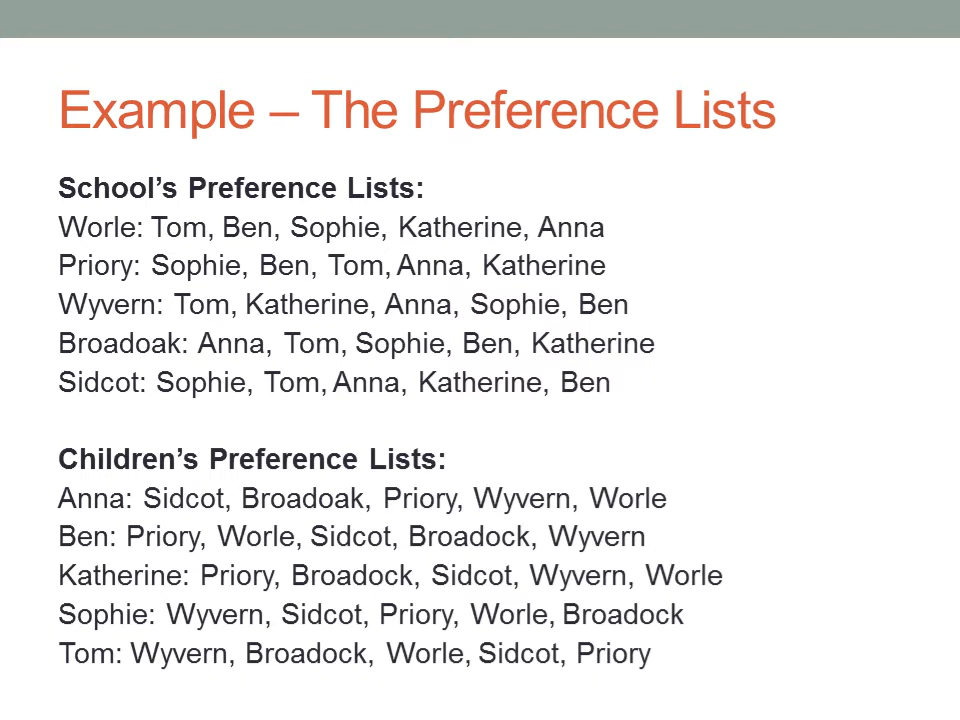 Example – The Preference Lists
School’s Preference Lists:
Worle: Tom, Ben, Sophie, Katherine, Anna
Priory: Sophie, Ben, Tom, Anna, Katherine
Wyvern: Tom, Katherine, Anna, Sophie, Ben
Broadoak: Anna, Tom, Sophie, Ben, Katherine
Sidcot: Sophie, Tom, Anna, Katherine, Ben
Children’s Preference Lists:
Anna: Sidcot, Broadoak, Priory, Wyvern, Worle
Ben: Priory, Worle, Sidcot, Broadock, Wyvern
Katherine: Priory, Broadock, Sidcot, Wyvern, Worle
Sophie: Wyvern, Sidcot, Priory, Worle, Broadock
Tom: Wyvern, Broadock, Worle, Sidcot, Priory